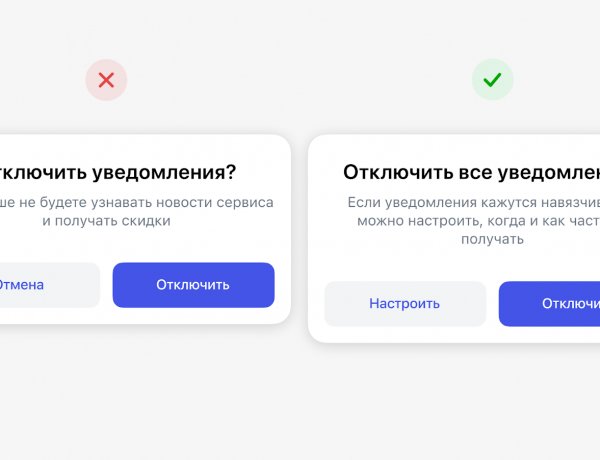 тключить уведомления?
ше не будете узнавать новости сервиса
и получать скидки
Отмена
Отключить
Отключить все уведомлен
Если уведомления кажутся навязчив
можно настроить, когда и как част
получать
Настроить
Отключи